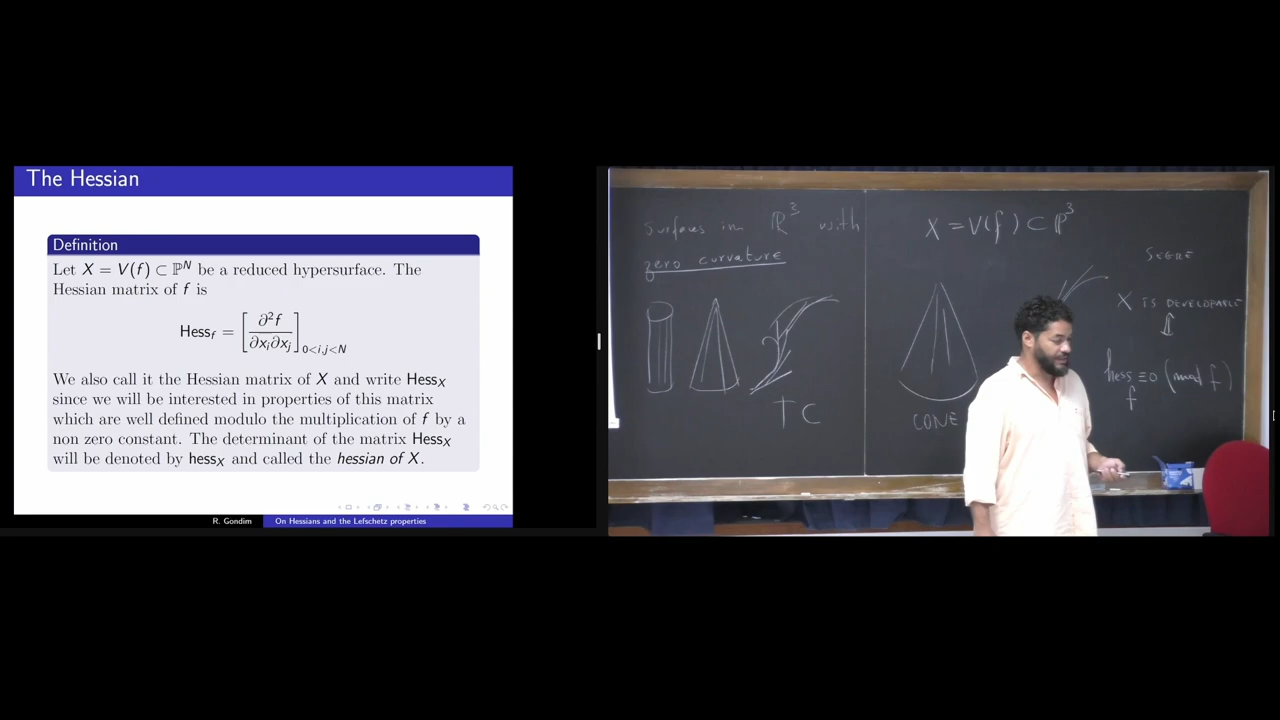 The Hessian
Definition
Let X = V(f) ⊂ ℙᴺ be a reduced hypersurface. The
Hessian matrix of f is
Hess_f = [∂²f / ∂xᵢ∂xⱼ]_{0<i,j<N}
We also call it the Hessian matrix of X and write Hess_X
since we will be interested in properties of this matrix
which are well defined modulo the multiplication of f by a
non zero constant. The determinant of the matrix Hess_X
will be denoted by hess_X and called the hessian of X.
R. Gondim On Hessians and the Lefschetz properties
surfaces in ℝ³ with
zero curvature
TC
X = V(f) ⊂ ℙ³
CONE
SEGRE
X IS DEVELOPABLE
⇕
hess_f ≡ 0 (mod f)